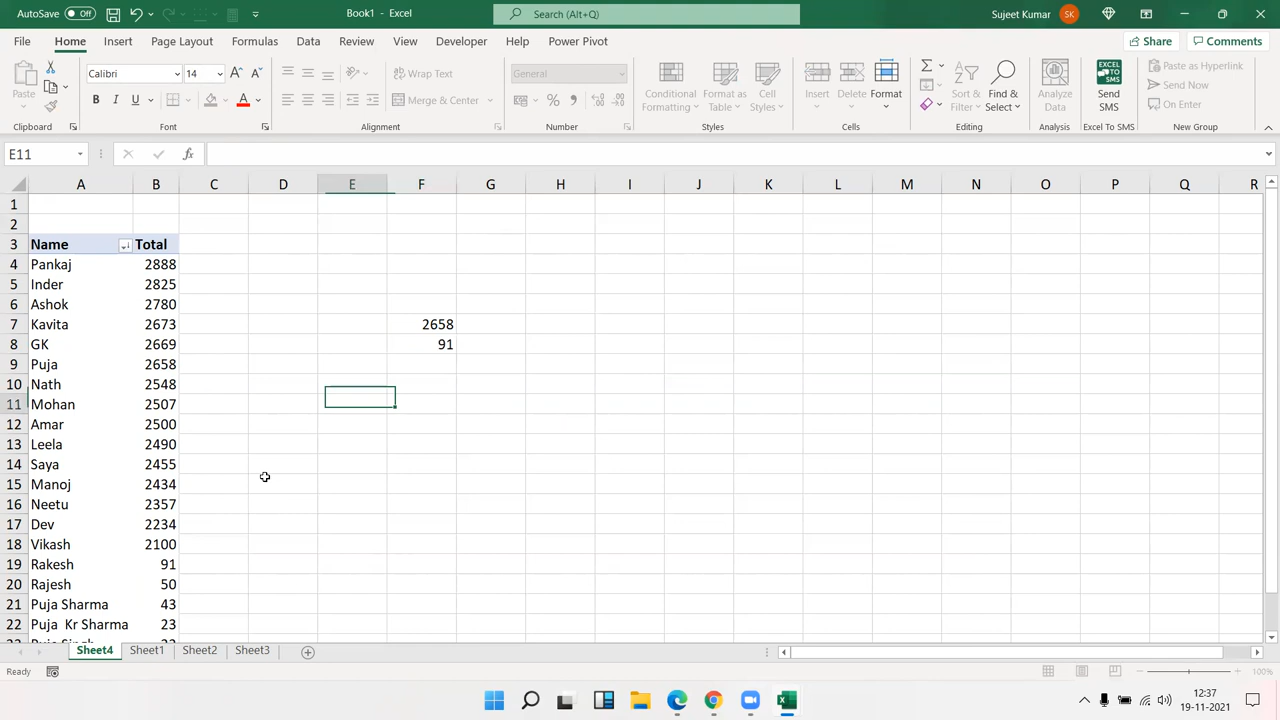 AutoSave Off
Book1 - Excel
Search (Alt+Q)
Sujeet Kumar SK
File Home Insert Page Layout Formulas Data Review View Developer Help Power Pivot
Share Comments
Paste
Clipboard
Calibri 14
B I U
Font
Wrap Text
Merge & Center
Alignment
General
Number
Conditional Formatting
Format as Table
Cell Styles
Styles
Insert Delete Format
Cells
Sort & Filter
Find & Select
Editing
Analyze Data
Analysis
Send SMS
Excel To SMS
Paste as Hyperlink
Send Now
On Enter
New Group
E11 fx
A B C D E F G H I J K L M N O P Q R
1
2
3 Name Total
4 Pankaj 2888
5 Inder 2825
6 Ashok 2780
7 Kavita 2673 2658
8 GK 2669 91
9 Puja 2658
10 Nath 2548
11 Mohan 2507
12 Amar 2500
13 Leela 2490
14 Saya 2455
15 Manoj 2434
16 Neetu 2357
17 Dev 2234
18 Vikash 2100
19 Rakesh 91
20 Rajesh 50
21 Puja Sharma 43
22 Puja Kr Sharma 23
Sheet4 Sheet1 Sheet2 Sheet3
Ready
100%
12:37
19-11-2021